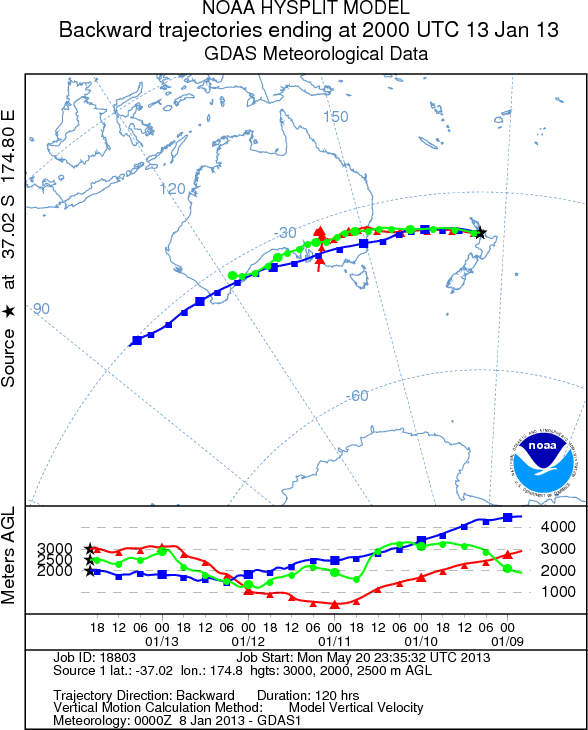 NOAA HYSPLIT MODEL
Backward trajectories ending at 2000 UTC 13 Jan 13
GDAS Meteorological Data
Source ★ at 37.02 S 174.80 E
150
120
-30
90
-60
noaa
Meters AGL
3000
2500
2000
4000
3000
2000
1000
18 12 06 00 18 12 06 00 18 12 06 00 18 12 06 00 18 12 06 00
01/13 01/12 01/11 01/10 01/09
Job ID: 18803 Job Start: Mon May 20 23:35:32 UTC 2013
Source 1 lat.: -37.02 lon.: 174.8 hgts: 3000, 2000, 2500 m AGL
Trajectory Direction: Backward Duration: 120 hrs
Vertical Motion Calculation Method: Model Vertical Velocity
Meteorology: 0000Z 8 Jan 2013 - GDAS1